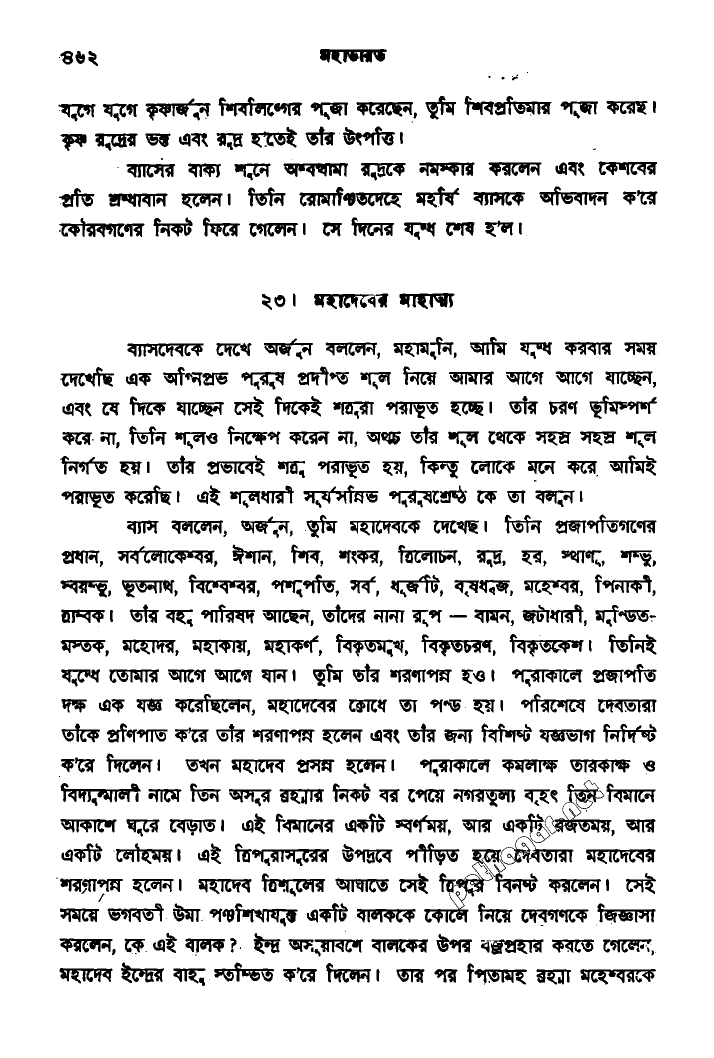 ৪৬২ মহাভারত
যুগে যুগে কৃষ্ণার্জুন শিবলিঙ্গের পূজা করেছেন, তুমি শিবপ্রতিমার পূজা করেছ।
কৃষ্ণ রুদ্রের ভক্ত এবং রুদ্র হ'তেই তাঁর উৎপত্তি।
ব্যাসের বাক্য শুনে অশ্বত্থামা রুদ্রকে নমস্কার করলেন এবং কেশবের
প্রতি শ্রদ্ধাবান হলেন। তিনি রোমাঞ্চিতদেহে মহর্ষি ব্যাসকে অভিবাদন ক'রে
কৌরবগণের নিকট ফিরে গেলেন। সে দিনের যুদ্ধ শেষ হ'ল।
২৩। মহাদেবের মাহাত্ম্য
ব্যাসদেবকে দেখে অর্জুন বললেন, মহামুনি, আমি যুদ্ধ করবার সময়
দেখেছি এক অগ্নিপ্রভ পুরুষ প্রদীপ্ত শূল নিয়ে আমার আগে আগে যাচ্ছেন,
এবং যে দিকে যাচ্ছেন সেই দিকেই শত্রুরা পরাভূত হচ্ছে। তাঁর চরণ ভূমিস্পর্শ
করে না, তিনি শূলও নিক্ষেপ করেন না, অথচ তাঁর শূল থেকে সহস্র সহস্র শূল
নির্গত হয়। তাঁর প্রভাবেই শত্রু পরাভূত হয়, কিন্তু লোকে মনে করে আমিই
পরাভূত করেছি। এই শূলধারী সূর্যসন্নিভ পুরুষশ্রেষ্ঠ কে তা বলুন।
ব্যাস বললেন, অর্জুন, তুমি মহাদেবকে দেখেছ। তিনি প্রজাপতিগণের
প্রধান, সর্বলোকেশ্বর, ঈশান, শিব, শংকর, ত্রিলোচন, রুদ্র, হর, স্থাণু, শম্ভু,
স্বয়ম্ভু, ভূতনাথ, বিশ্বেশ্বর, পশুপতি, সর্ব, ধূর্জটি, বৃষধ্বজ, মহেশ্বর, পিনাকী,
ত্র্যম্বক। তাঁর বহু পারিষদ আছেন, তাঁদের নানা রূপ — বামন, জটাধারী, মুণ্ডিত-
মস্তক, মহোদর, মহাকায়, মহাকর্ণ, বিকৃতমুখ, বিকৃতচরণ, বিকৃতকেশ। তিনিই
যুদ্ধে তোমার আগে আগে যান। তুমি তাঁর শরণাপন্ন হও। পুরাকালে প্রজাপতি
দক্ষ এক যজ্ঞ করেছিলেন, মহাদেবের ক্রোধে তা পণ্ড হয়। পরিশেষে দেবতারা
তাঁকে প্রণিপাত ক'রে তাঁর শরণাপন্ন হলেন এবং তাঁর জন্য বিশিষ্ট যজ্ঞভাগ নির্দিষ্ট
ক'রে দিলেন। তখন মহাদেব প্রসন্ন হলেন। পুরাকালে কমলাক্ষ তারকাক্ষ ও
বিদ্যুন্মালী নামে তিন অসুর ব্রহ্মার নিকট বর পেয়ে নগরতুল্য বৃহৎ তিন বিমানে
আকাশে ঘুরে বেড়াত। এই বিমানের একটি স্বর্ণময়, আর একটি রজতময়, আর
একটি লৌহময়। এই ত্রিপুরাসুরের উপদ্রবে পীড়িত হয়ে দেবতারা মহাদেবের
শরণাপন্ন হলেন। মহাদেব ত্রিশূলের আঘাতে সেই ত্রিপুর বিনষ্ট করলেন। সেই
সময়ে ভগবতী উমা পঞ্চশিখাযুক্ত একটি বালককে কোলে নিয়ে দেবগণকে জিজ্ঞাসা
করলেন, কে এই বালক? ইন্দ্র অসূয়াবশে বালকের উপর বজ্রপ্রহার করতে গেলেন,
মহাদেব ইন্দ্রের বাহু স্তম্ভিত ক'রে দিলেন। তার পর পিতামহ ব্রহ্মা মহেশ্বরকে
pathagar.net